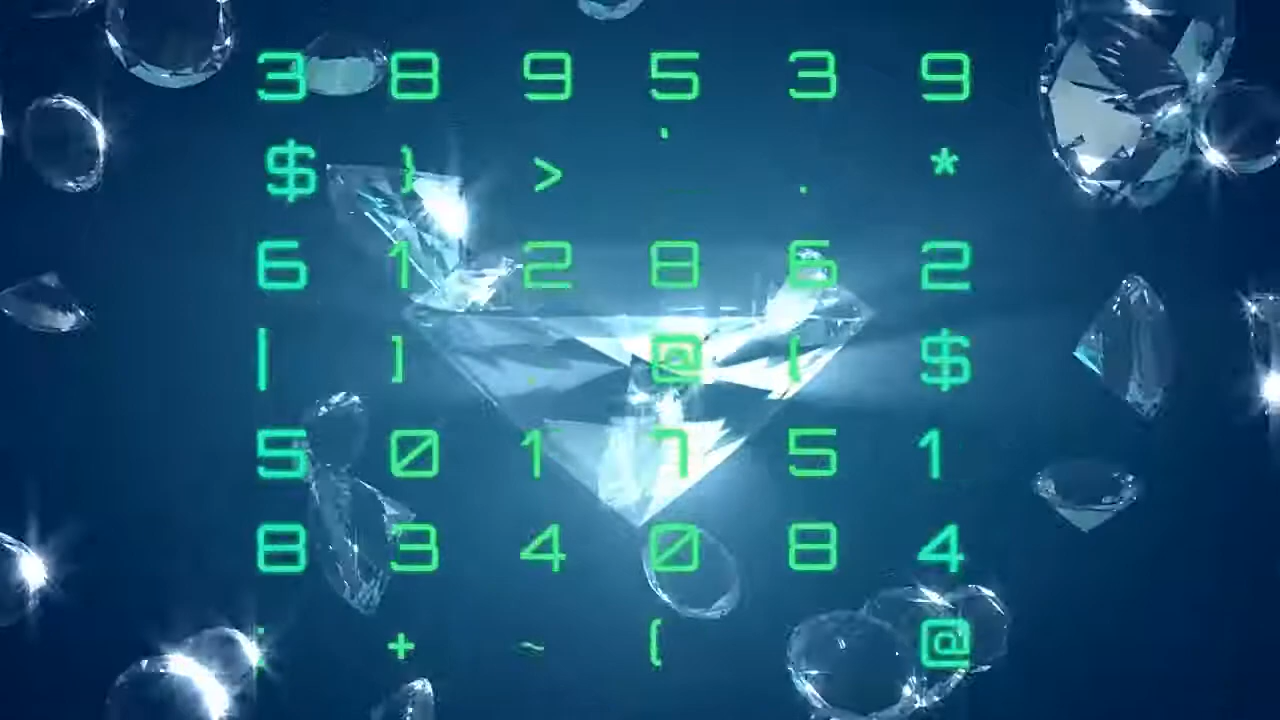 3 8 9 5 3 9
$ } > ' . *
6 1 2 8 6 2
| ] . @ ( $
5 0 1 7 5 1
8 3 4 0 8 4
; + ~ ( @